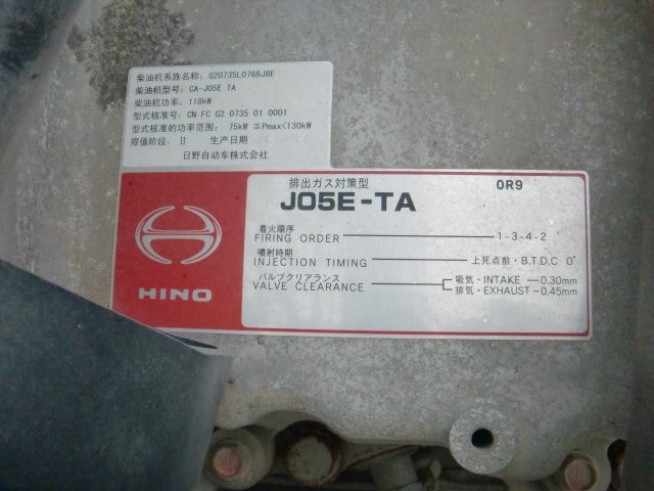 柴油机系族名称: G20735L0768JBE
柴油机型号: CA-J05E TA
柴油机功率: 118kW
型式核准号: CN FC G2 0735 01 0001
型式核准的功率范围: 75kW ≦Pmax<130kW
限值阶段: II 生产日期
日野自动车株式会社
排出ガス対策型 0R9
J05E-TA
着火順序
FIRING ORDER 1-3-4-2
噴射時期
INJECTION TIMING 上死点前・B.T.D.C 0°
バルブクリアランス
VALVE CLEARANCE
吸気・INTAKE -0.30mm
排気・EXHAUST-0.45mm
HINO